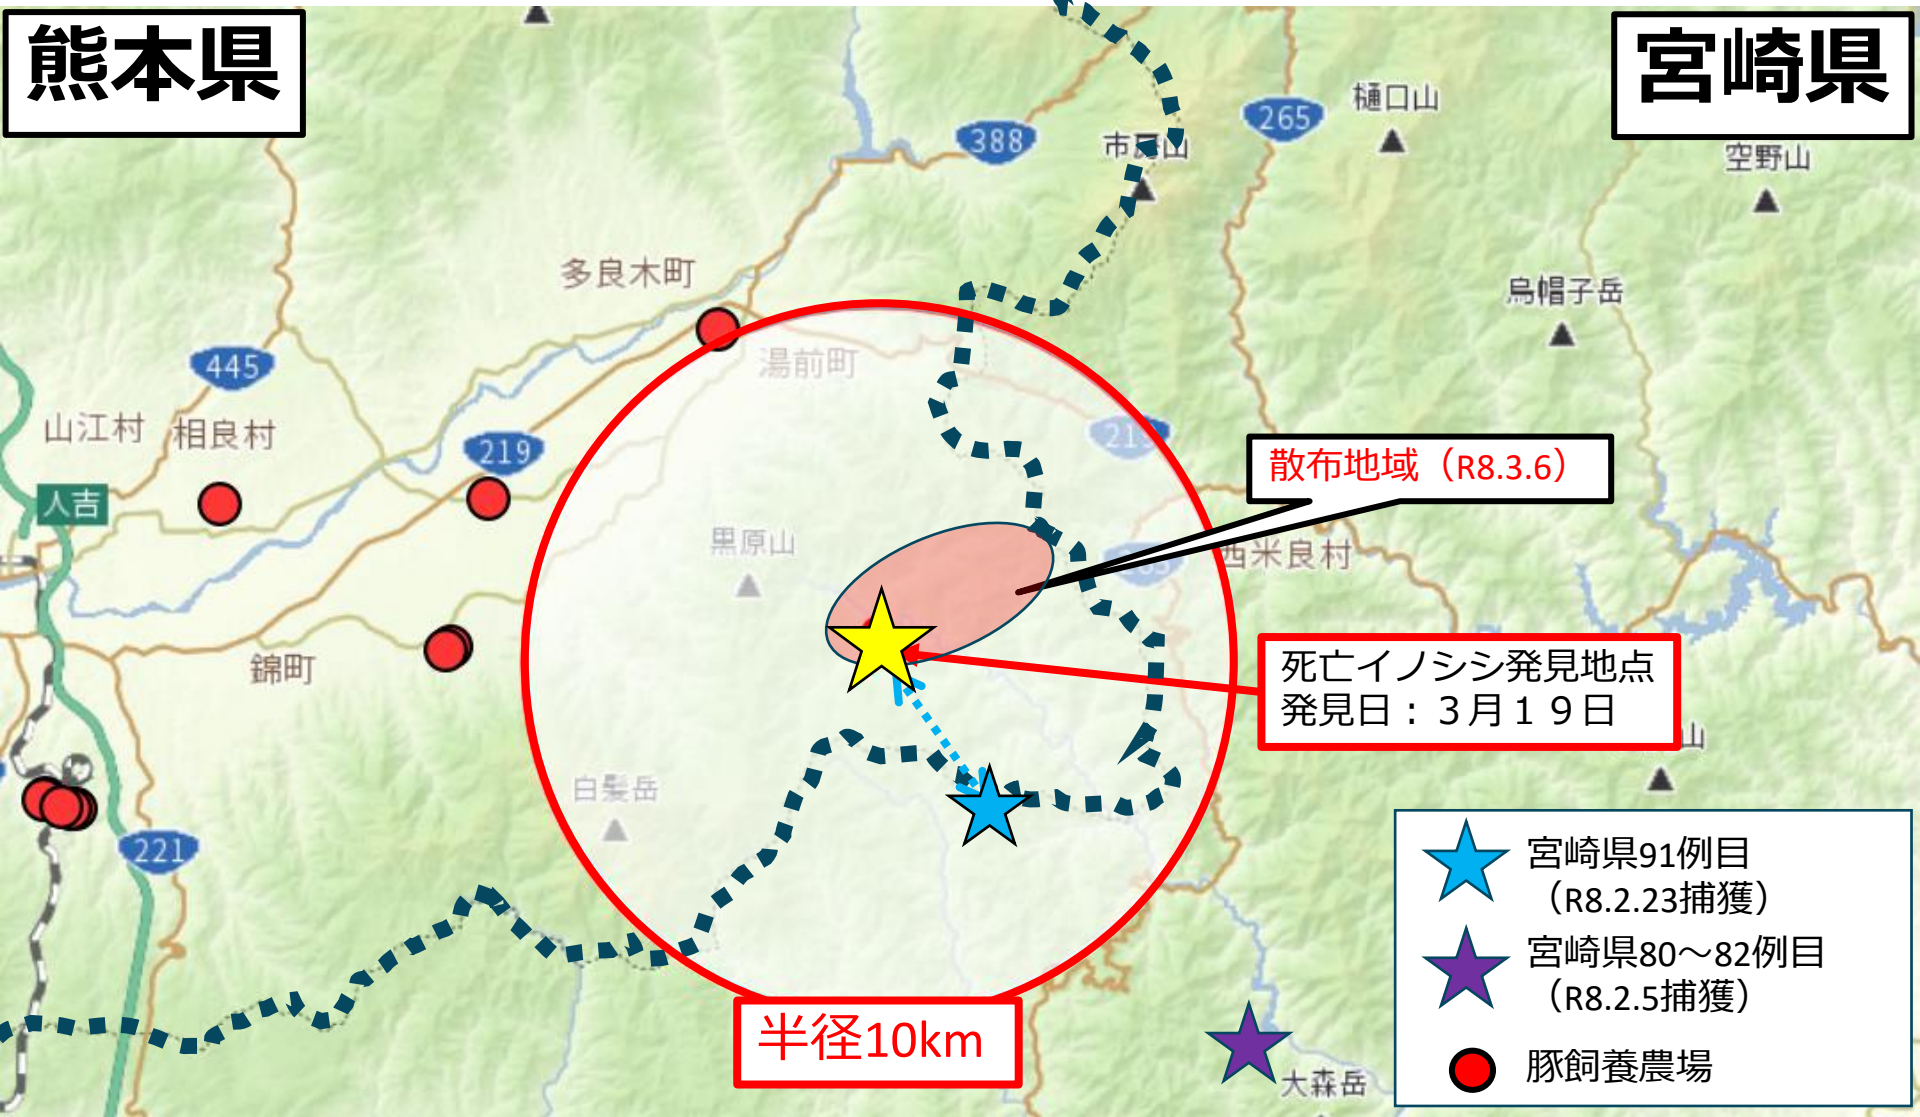 熊本県
宮崎県
樋口山
265
388
市房山
空野山
多良木町
烏帽子岳
湯前町
445
山江村
相良村
219
219
散布地域（R8.3.6）
人吉
黒原山
西米良村
錦町
死亡イノシシ発見地点
発見日：３月１９日
山
白髪岳
221
宮崎県91例目
（R8.2.23捕獲）
宮崎県80～82例目
（R8.2.5捕獲）
半径10km
豚飼養農場
大森岳